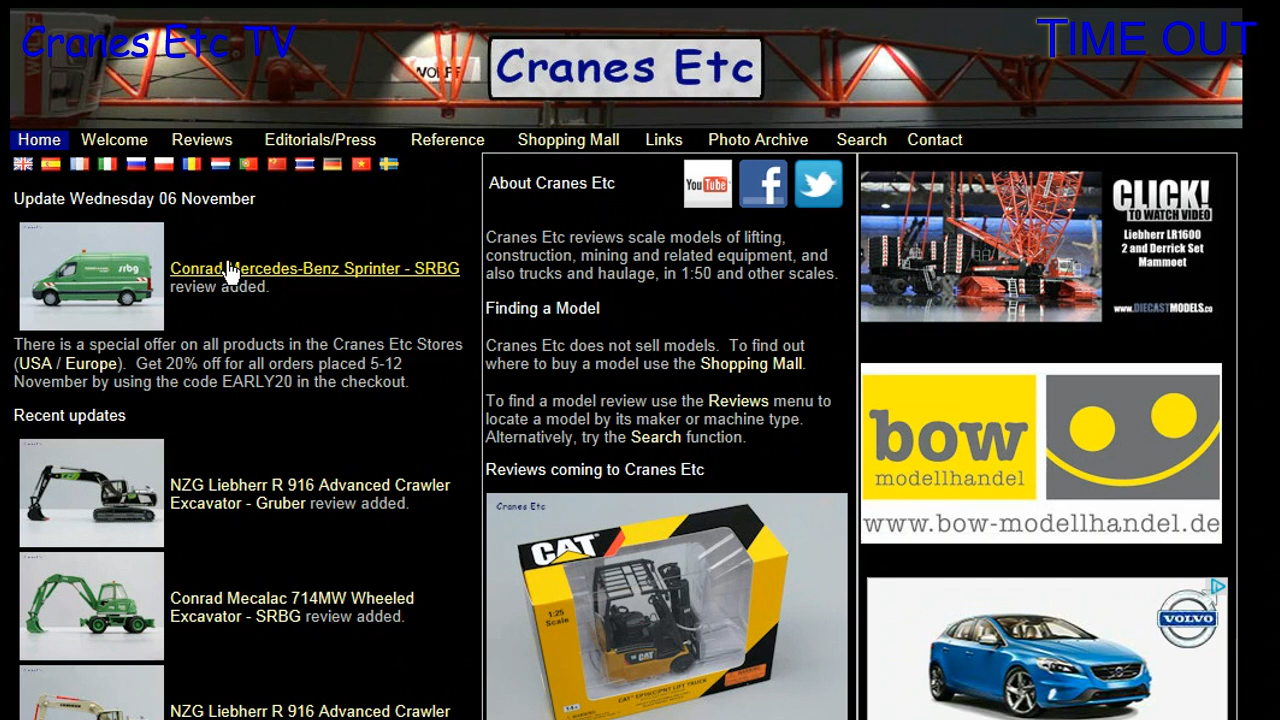 Cranes Etc TV
TIME OUT
WOLFF
Cranes Etc
Home Welcome Reviews Editorials/Press Reference Shopping Mall Links Photo Archive Search Contact
Update Wednesday 06 November
srbg
Conrad Mercedes-Benz Sprinter - SRBG
review added.
There is a special offer on all products in the Cranes Etc Stores
(USA / Europe). Get 20% off for all orders placed 5-12
November by using the code EARLY20 in the checkout.
Recent updates
NZG Liebherr R 916 Advanced Crawler
Excavator - Gruber review added.
Conrad Mecalac 714MW Wheeled
Excavator - SRBG review added.
NZG Liebherr R 916 Advanced Crawler
About Cranes Etc
You Tube
Cranes Etc reviews scale models of lifting,
construction, mining and related equipment, and
also trucks and haulage, in 1:50 and other scales.
Finding a Model
Cranes Etc does not sell models. To find out
where to buy a model use the Shopping Mall.
To find a model review use the Reviews menu to
locate a model by its maker or machine type.
Alternatively, try the Search function.
Reviews coming to Cranes Etc
Cranes Etc
CAT
1:25
Scale
CAT
CLICK!
TO WATCH VIDEO
Liebherr LR1600
2 and Derrick Set
Mammoet
www.DIECASTMODELS.co
bow
modellhandel
www.bow-modellhandel.de
VOLVO